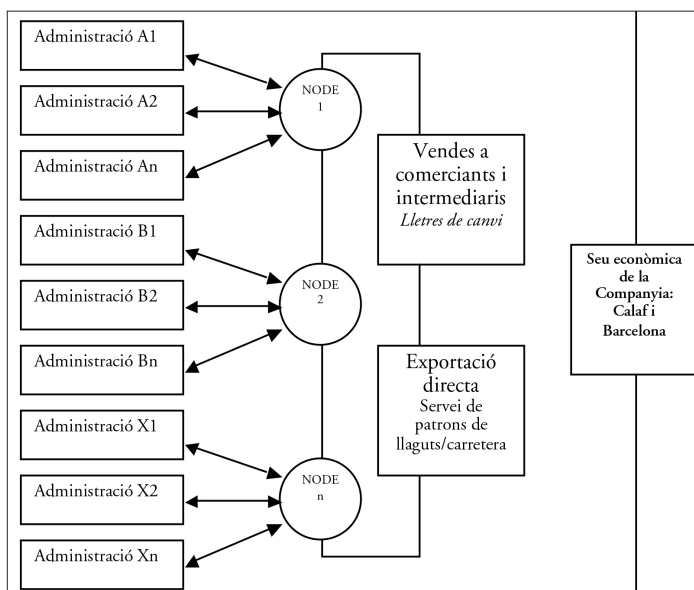 Administració A1
Administració A2
Administració An
Administració B1
Administració B2
Administració Bn
Administració X1
Administració X2
Administració Xn
NODE
1
NODE
2
NODE
n
Vendes a
comerciants i
intermediaris
Lletres de canvi
Exportació
directa
Servei de
patrons de
llaguts/carretera
Seu econòmica
de la
Companyia:
Calaf i
Barcelona